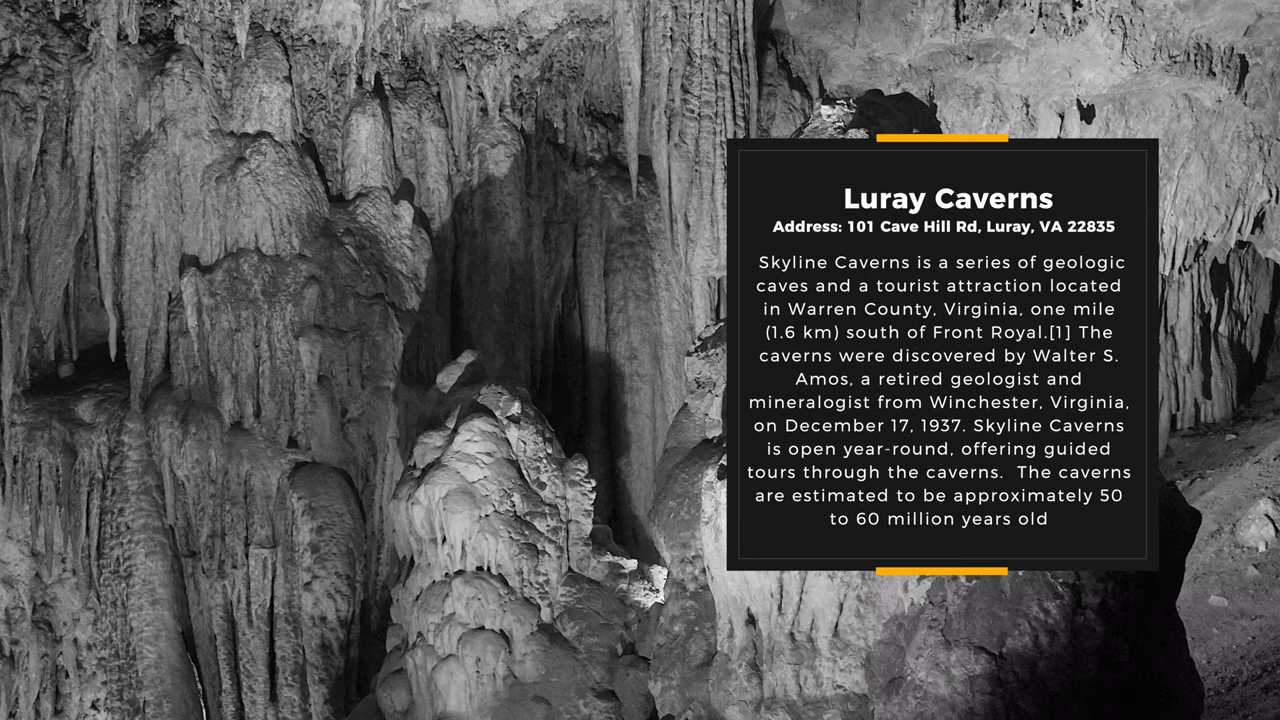 Luray Caverns
Address: 101 Cave Hill Rd, Luray, VA 22835
Skyline Caverns is a series of geologic
caves and a tourist attraction located
in Warren County, Virginia, one mile
(1.6 km) south of Front Royal.[1] The
caverns were discovered by Walter S.
Amos, a retired geologist and
mineralogist from Winchester, Virginia,
on December 17, 1937. Skyline Caverns
is open year-round, offering guided
tours through the caverns.  The caverns
are estimated to be approximately 50
to 60 million years old